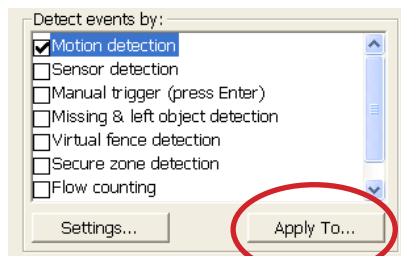 Detect events by:
Motion detection
Sensor detection
Manual trigger (press Enter)
Missing & left object detection
Virtual fence detection
Secure zone detection
Flow counting
Settings... Apply To...